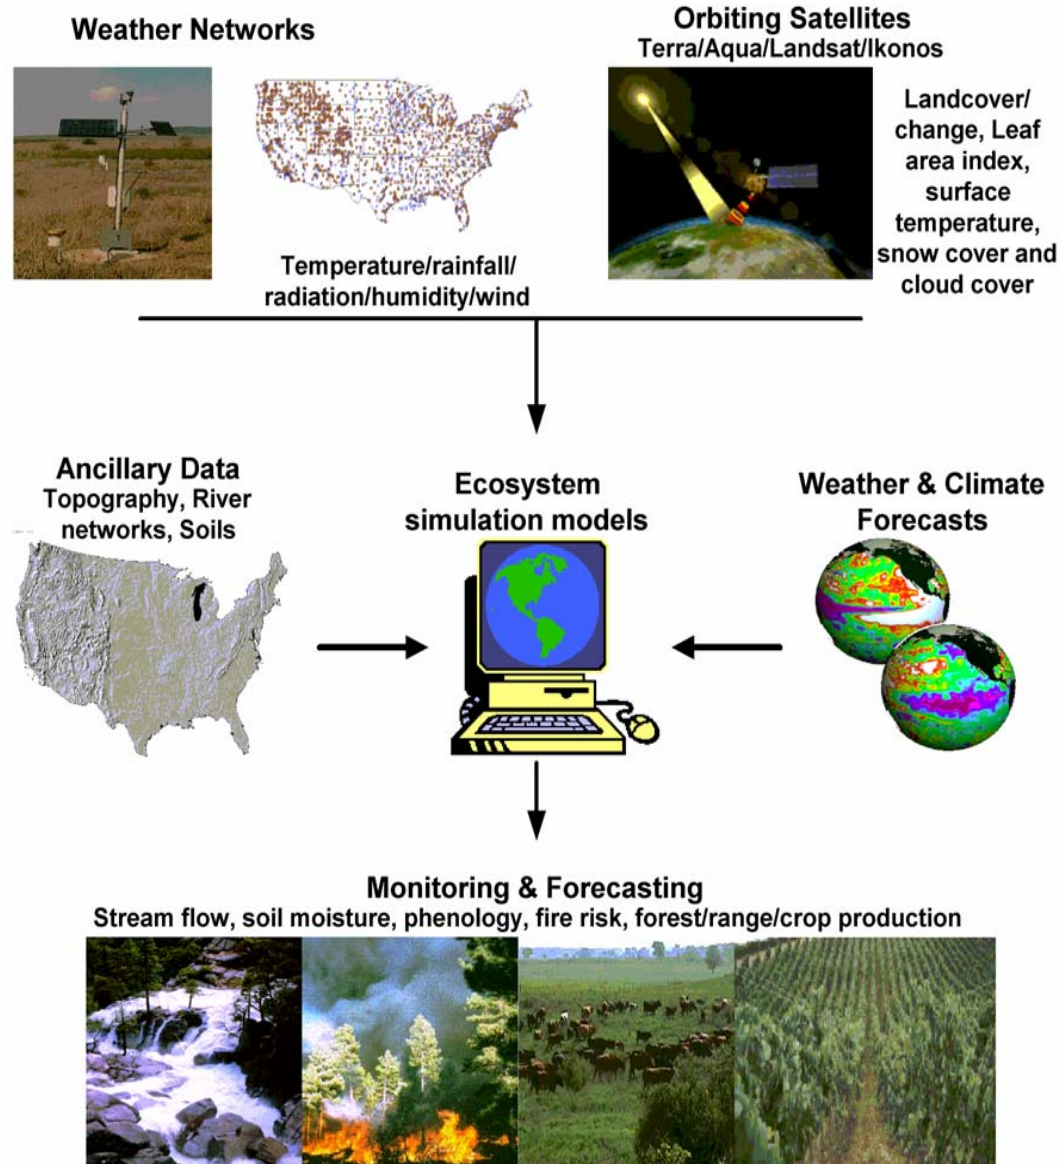 Weather Networks
Orbiting Satellites
Terra/Aqua/Landsat/Ikonos
Landcover/
change, Leaf
area index,
surface
temperature,
snow cover and
cloud cover
Temperature/rainfall/
radiation/humidity/wind
Ancillary Data
Topography, River
networks, Soils
Ecosystem
simulation models
Weather & Climate
Forecasts
Monitoring & Forecasting
Stream flow, soil moisture, phenology, fire risk, forest/range/crop production